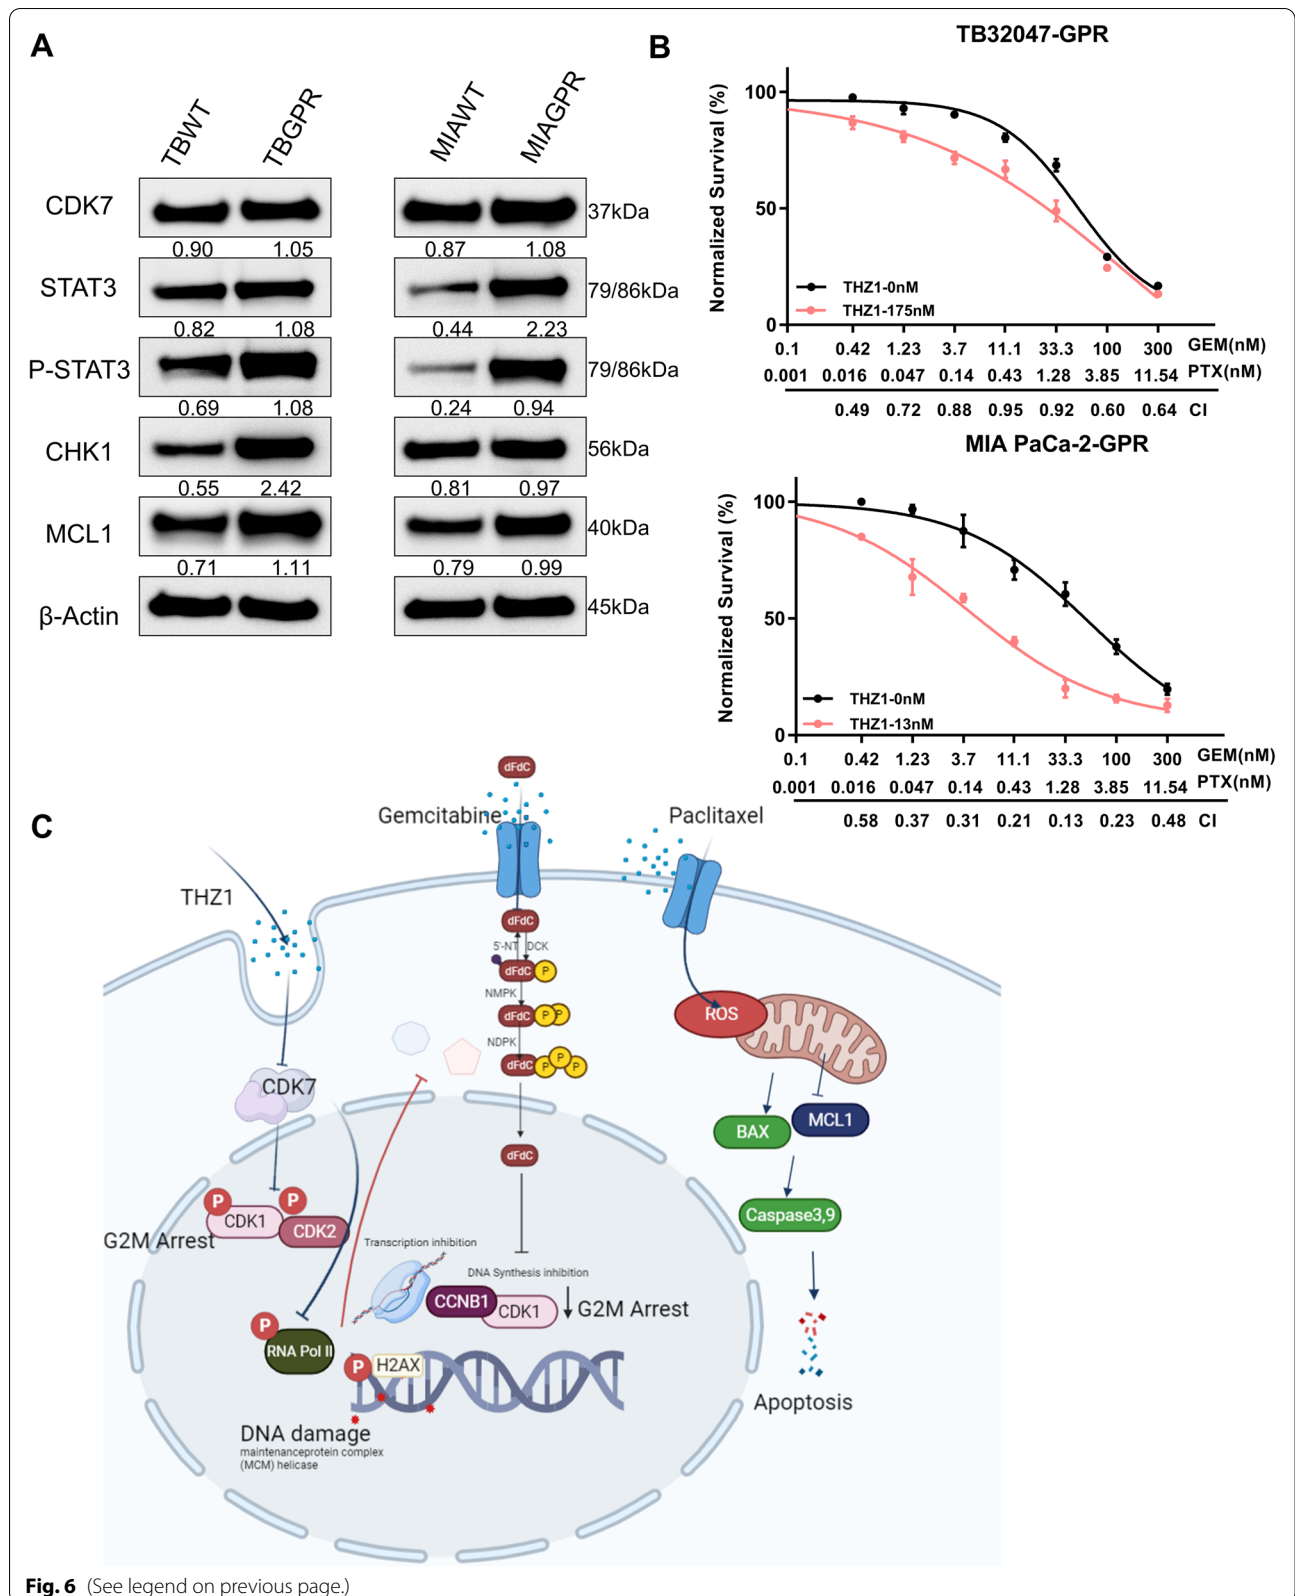 A
TBWT TBGPR MIAWT MIAGPR
CDK7 37kDa
0.90 1.05 0.87 1.08
STAT3 79/86kDa
0.82 1.08 0.44 2.23
P-STAT3 79/86kDa
0.69 1.08 0.24 0.94
CHK1 56kDa
0.55 2.42 0.81 0.97
MCL1 40kDa
0.71 1.11 0.79 0.99
β-Actin 45kDa
B
TB32047-GPR
Normalized Survival (%)
100
50
0
THZ1-0nM
THZ1-175nM
0.1 0.42 1.23 3.7 11.1 33.3 100 300 GEM(nM)
0.001 0.016 0.047 0.14 0.43 1.28 3.85 11.54 PTX(nM)
0.49 0.72 0.88 0.95 0.92 0.60 0.64 CI
MIA PaCa-2-GPR
Normalized Survival (%)
100
50
0
THZ1-0nM
THZ1-13nM
0.1 0.42 1.23 3.7 11.1 33.3 100 300 GEM(nM)
0.001 0.016 0.047 0.14 0.43 1.28 3.85 11.54 PTX(nM)
0.58 0.37 0.31 0.21 0.13 0.23 0.48 CI
C
dFdC
Gemcitabine
Paclitaxel
THZ1
dFdC
5'-NT DCK
dFdC P
NMPK
dFdC P P
NDPK
dFdC P P P
ROS
CDK7
BAX
MCL1
dFdC
P P
CDK1
CDK2
G2M Arrest
Caspase3,9
Transcription inhibition
DNA Synthesis inhibition
CCNB1
CDK1
G2M Arrest
P
RNA Pol II
P
H2AX
Apoptosis
DNA damage
maintenanceprotein complex
(MCM) helicase
Fig. 6 (See legend on previous page.)